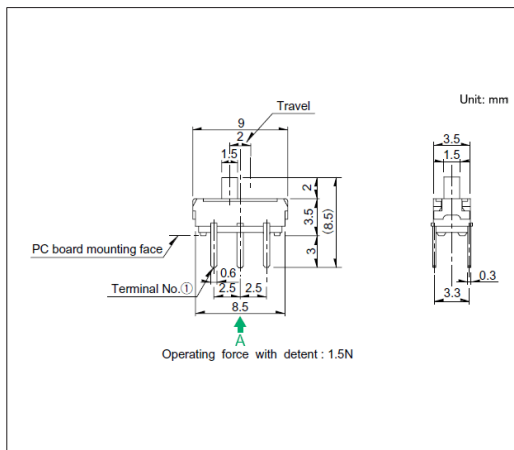 Unit: mm
Travel
9
2
1.5
3.5
1.5
2
3.5
(8.5)
3
PC board mounting face
Terminal No.①
0.6
2.5
2.5
8.5
0.3
3.3
A
Operating force with detent : 1.5N